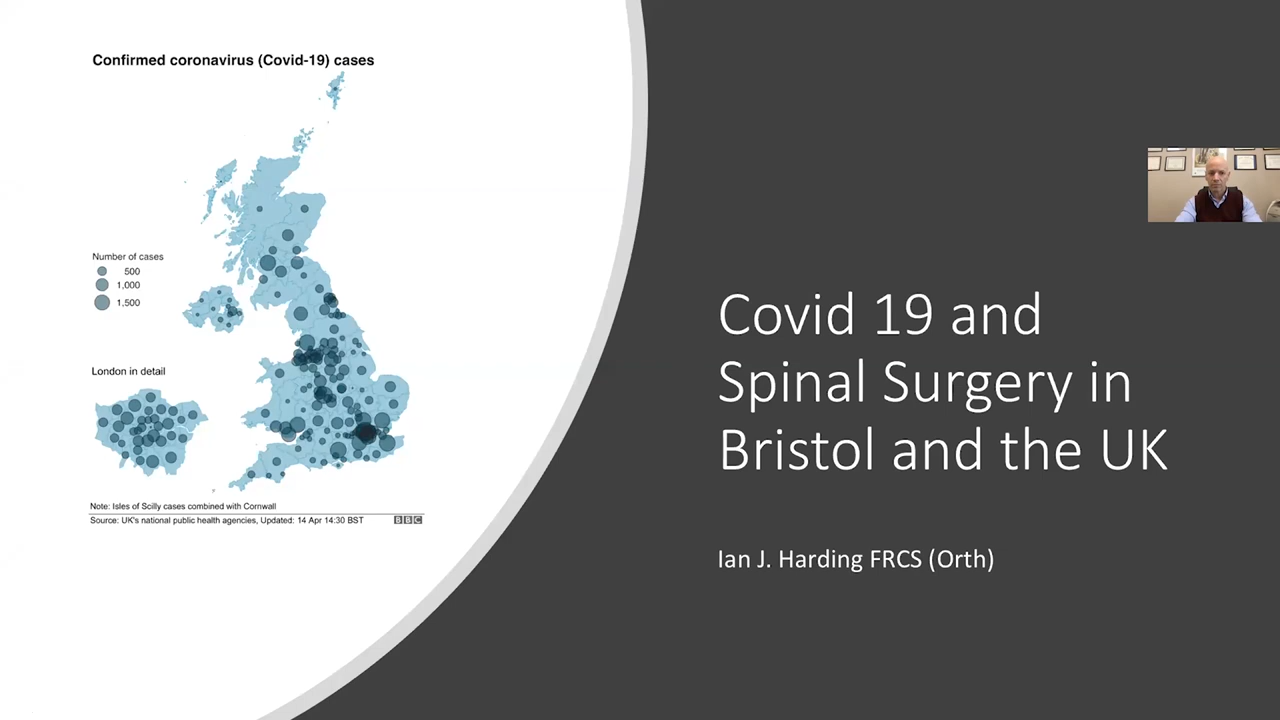 Confirmed coronavirus (Covid-19) cases
Number of cases
500
1,000
1,500
London in detail
Note: Isles of Scilly cases combined with Cornwall
Source: UK's national public health agencies, Updated: 14 Apr 14:30 BST
BBC
Covid 19 and
Spinal Surgery in
Bristol and the UK
Ian J. Harding FRCS (Orth)